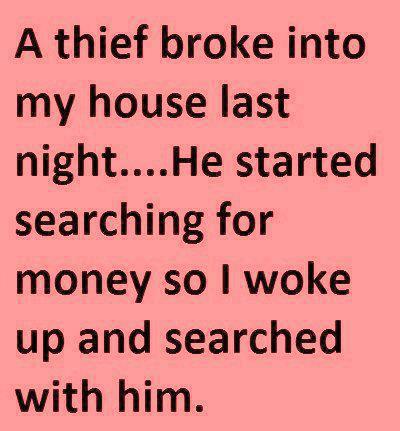 A thief broke into
my house last
night....He started
searching for
money so I woke
up and searched
with him.